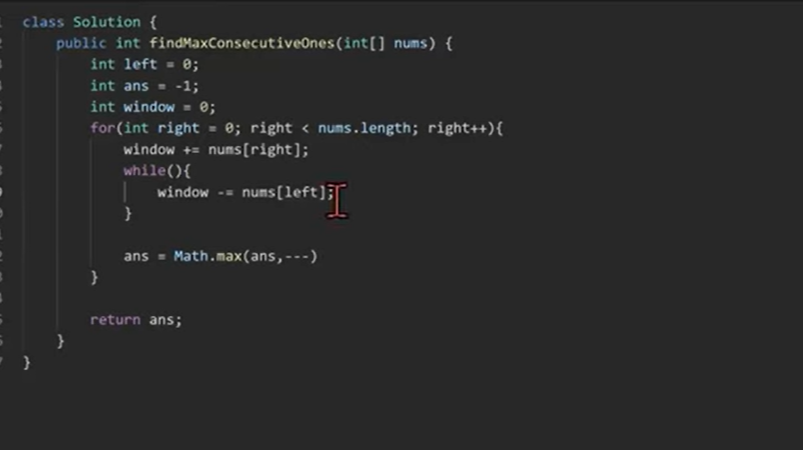 class Solution {
public int findMaxConsecutiveOnes(int[] nums) {
int left = 0;
int ans = -1;
int window = 0;
for(int right = 0; right < nums.length; right++){
window += nums[right];
while(){
window -= nums[left];
}
ans = Math.max(ans,---)
}
return ans;
}
}